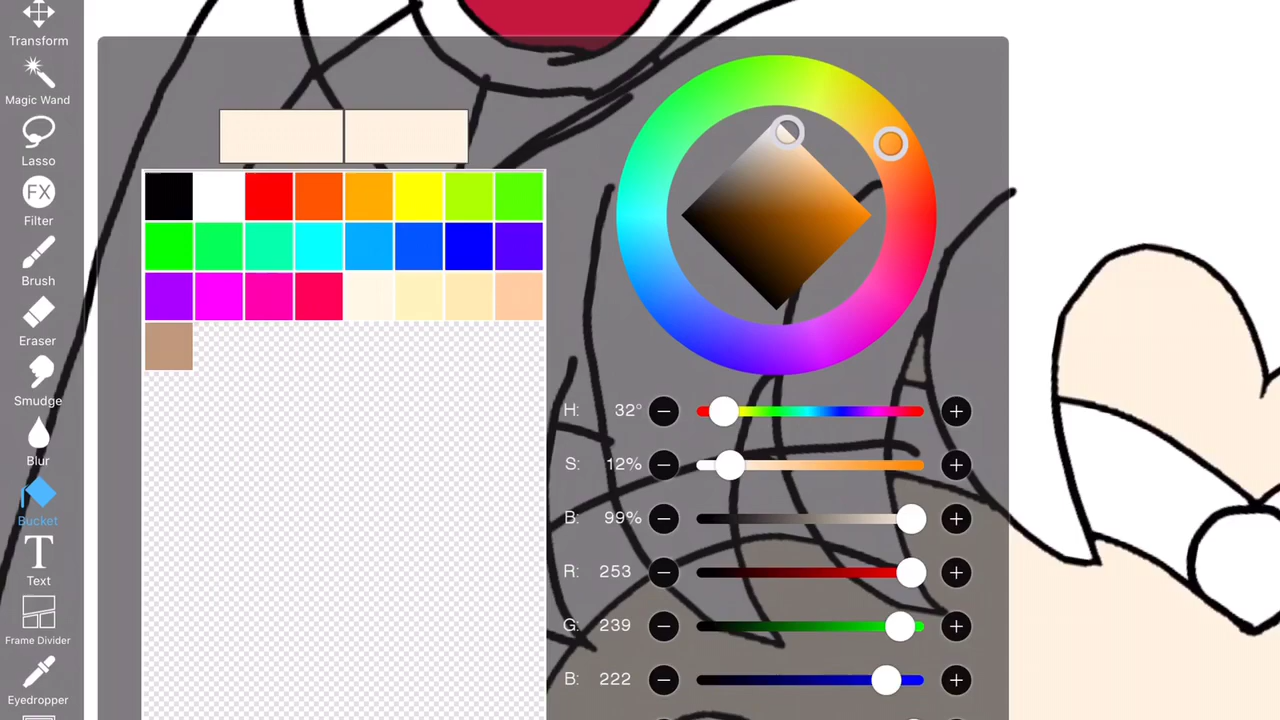 Transform
Magic Wand
Lasso
FX
Filter
Brush
Eraser
Smudge
Blur
Bucket
T
Text
Frame Divider
Eyedropper
H: 32°
S: 12%
B: 99%
R: 253
G: 239
B: 222